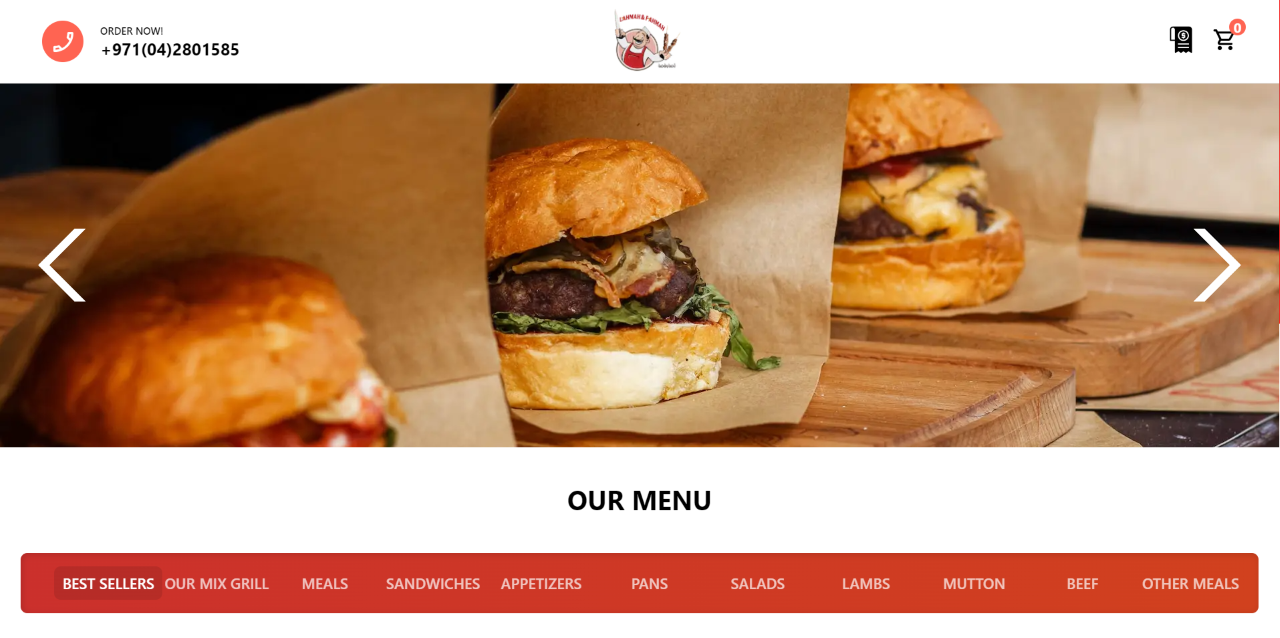 ORDER NOW!
+971(04)2801585
0
OUR MENU
BEST SELLERS OUR MIX GRILL MEALS SANDWICHES APPETIZERS PANS SALADS LAMBS MUTTON BEEF OTHER MEALS